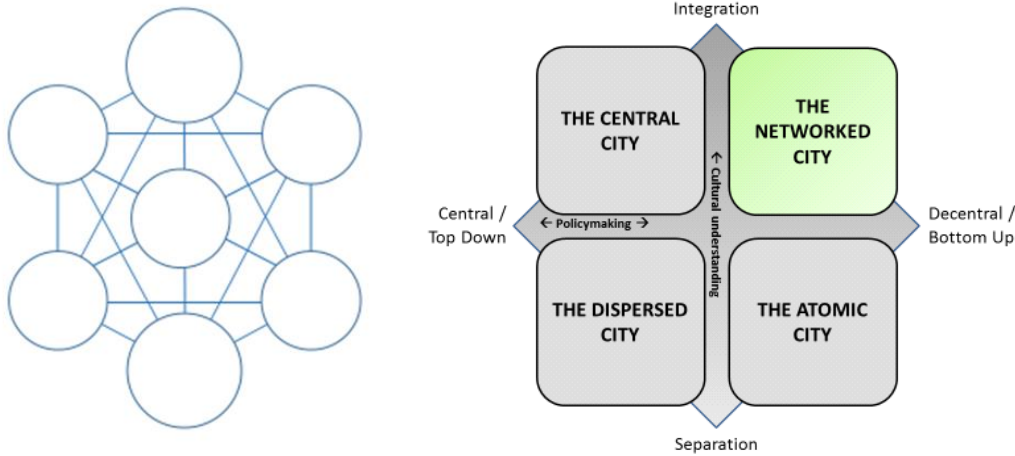 Integration
THE CENTRAL
CITY
THE
NETWORKED
CITY
← Cultural understanding →
Central /
Top Down
← Policymaking →
Decentral /
Bottom Up
THE DISPERSED
CITY
THE ATOMIC
CITY
Separation